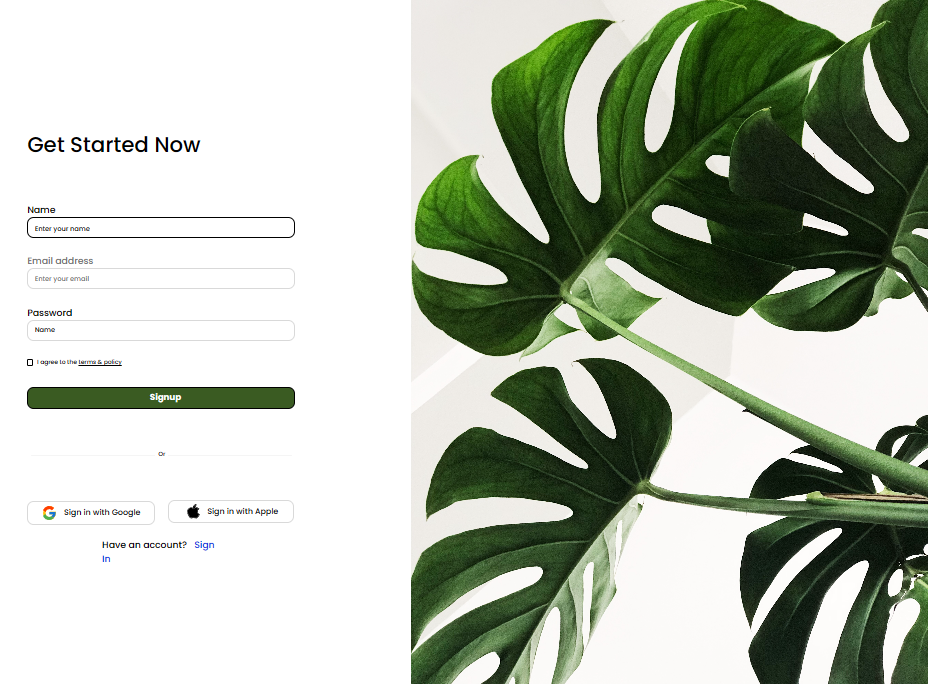 Get Started Now
Name
Enter your name
Email address
Enter your email
Password
Name
I agree to the terms & policy
Signup
Or
Sign in with Google
Sign in with Apple
Have an account? Sign
In